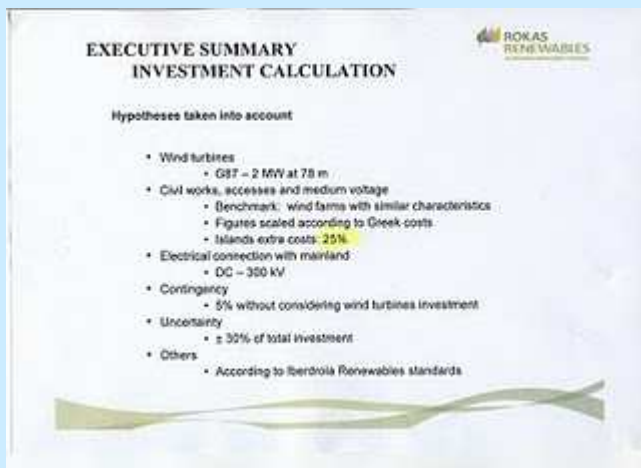 ROKAS
RENEWABLES
EXECUTIVE SUMMARY
INVESTMENT CALCULATION
Hypotheses taken into account
• Wind turbines
• G87 – 2 MW at 78 m
• Civil works, accesses and medium voltage
• Benchmark: wind farms with similar characteristics
• Figures scaled according to Greek costs
• Islands extra costs: 25%
• Electrical connection with mainland
• DC – 300 kV
• Contingency
• 5% without considering wind turbines investment
• Uncertainty
• ± 30% of total investment
• Others
• According to Iberdrola Renewables standards